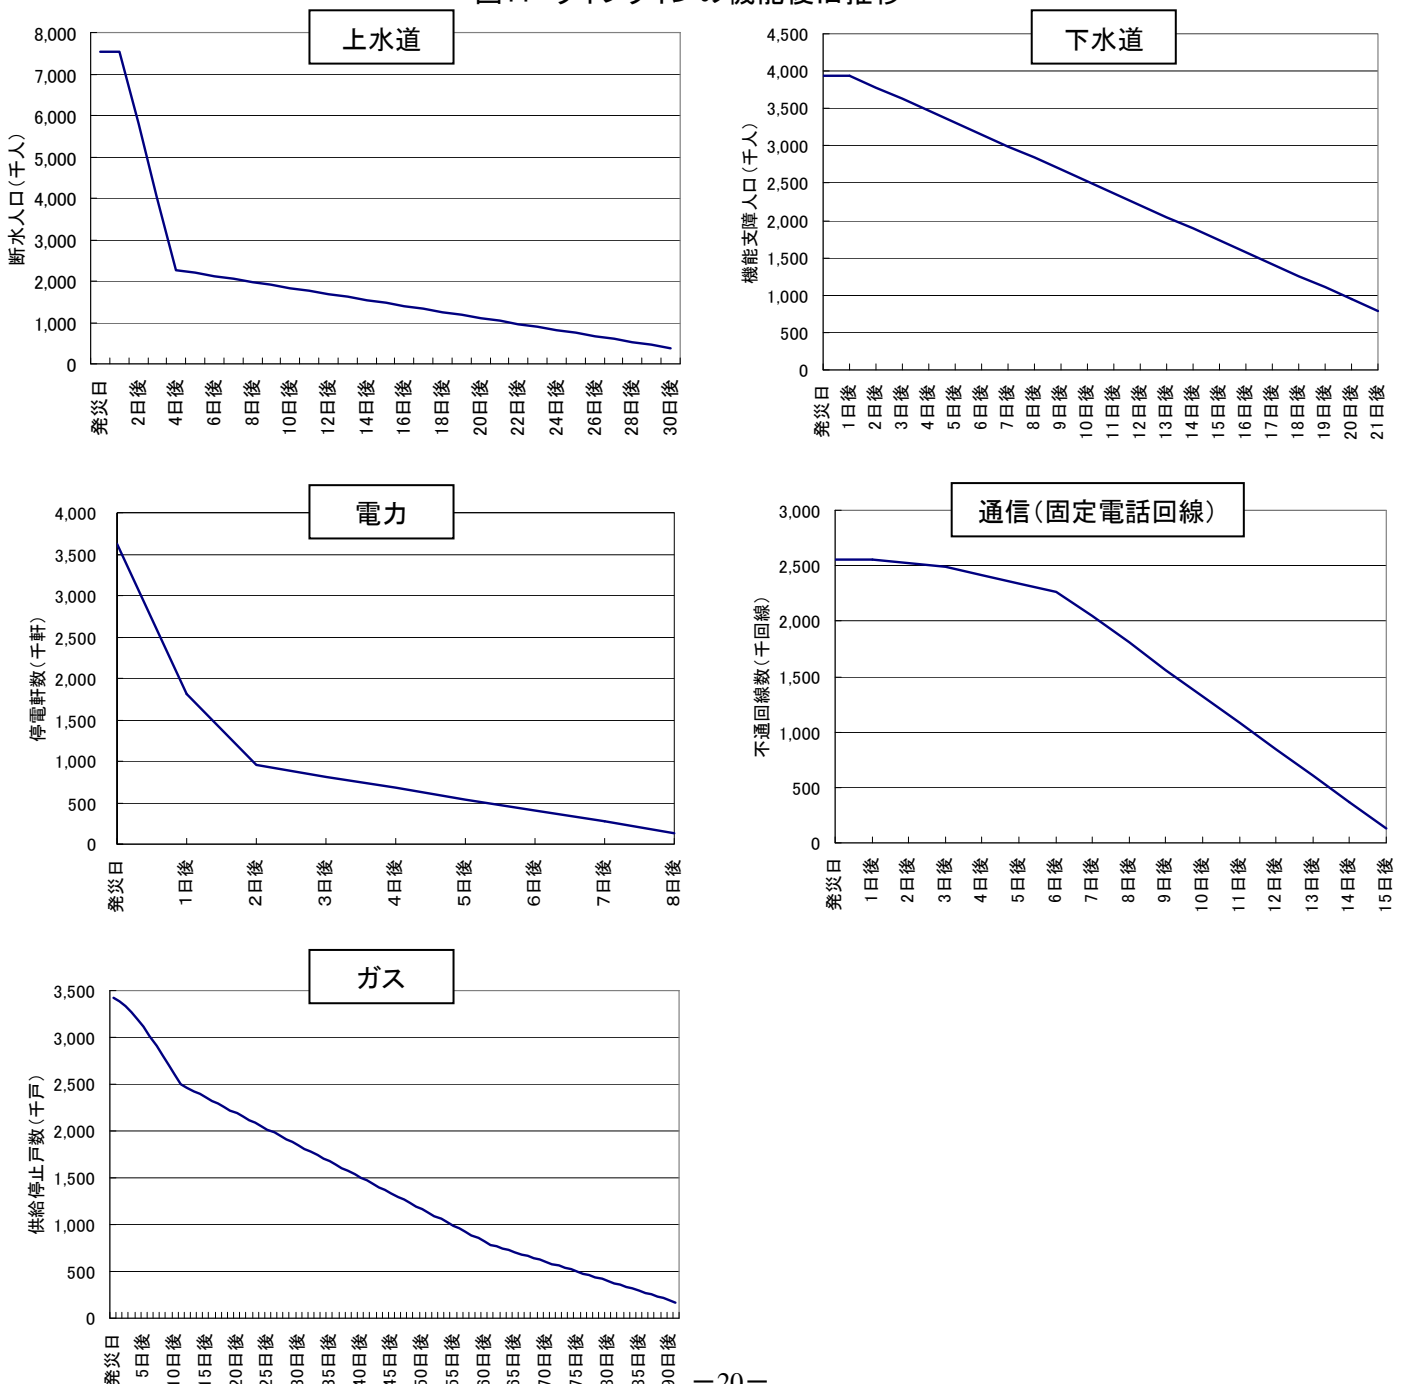 上水道
8,000
7,000
6,000
5,000
4,000
3,000
2,000
1,000
0
断水人口(千人)
発災日
2日後
4日後
6日後
8日後
10日後
12日後
14日後
16日後
18日後
20日後
22日後
24日後
26日後
28日後
30日後
下水道
4,500
4,000
3,500
3,000
2,500
2,000
1,500
1,000
500
0
機能支障人口(千人)
発災日
1日後
2日後
3日後
4日後
5日後
6日後
7日後
8日後
9日後
10日後
11日後
12日後
13日後
14日後
15日後
16日後
17日後
18日後
19日後
20日後
21日後
電力
4,000
3,500
3,000
2,500
2,000
1,500
1,000
500
0
停電軒数(千軒)
発災日
1日後
2日後
3日後
4日後
5日後
6日後
7日後
8日後
通信(固定電話回線)
3,000
2,500
2,000
1,500
1,000
500
0
不通回線数(千回線)
発災日
1日後
2日後
3日後
4日後
5日後
6日後
7日後
8日後
9日後
10日後
11日後
12日後
13日後
14日後
15日後
ガス
3,500
3,000
2,500
2,000
1,500
1,000
500
0
供給停止戸数(千戸)
発災日
5日後
10日後
15日後
20日後
25日後
30日後
35日後
40日後
45日後
50日後
55日後
60日後
65日後
70日後
75日後
80日後
85日後
90日後
－20－